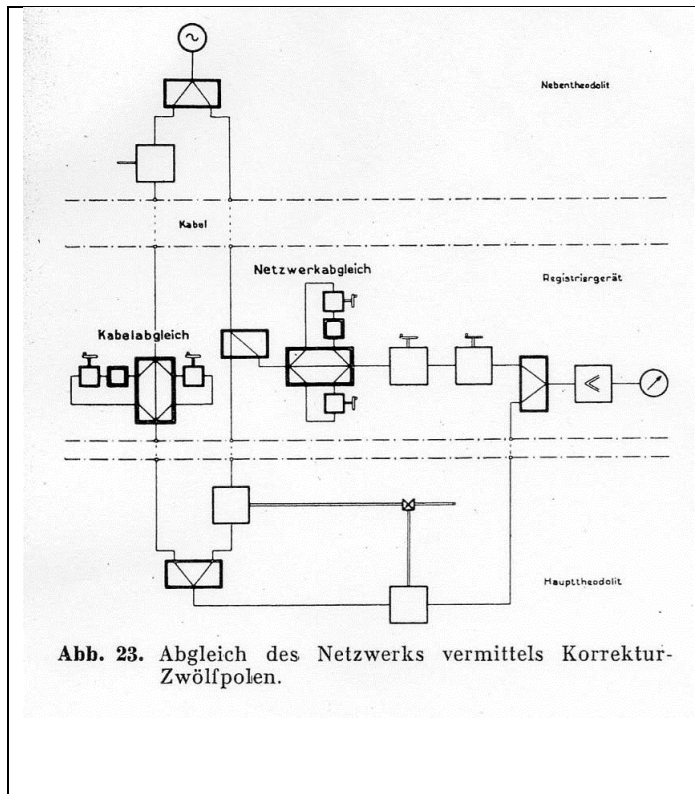 Nebentheodolit
Kabel
Netzwerkabgleich
Registriergerät
Kabelabgleich
Haupttheodolit
Abb. 23. Abgleich des Netzwerks vermittels Korrektur-
Zwölfpolen.